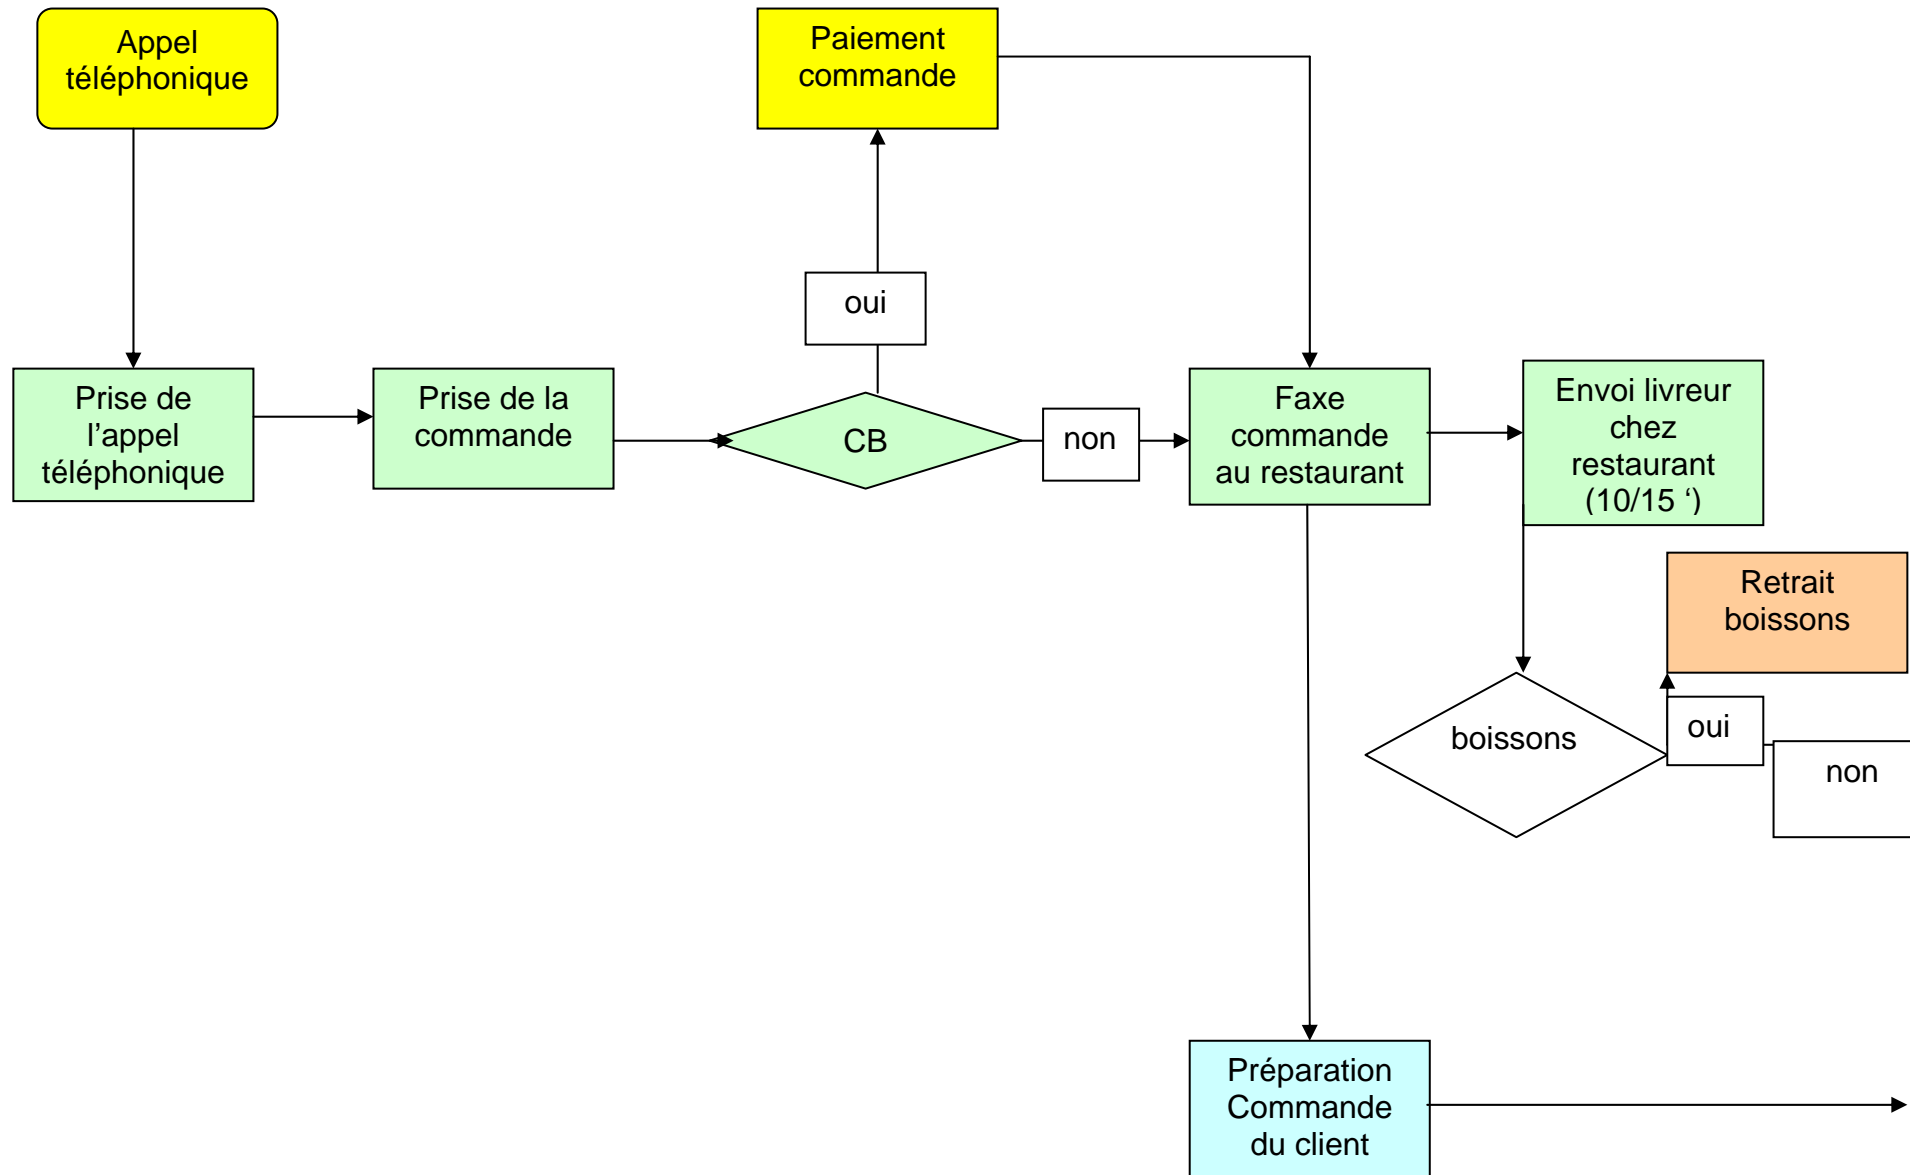 Appel
téléphonique
Paiement
commande
oui
Prise de
l’appel
téléphonique
Prise de la
commande
CB
non
Faxe
commande
au restaurant
Envoi livreur
chez
restaurant
(10/15 ‘)
Retrait
boissons
boissons
oui
non
Préparation
Commande
du client